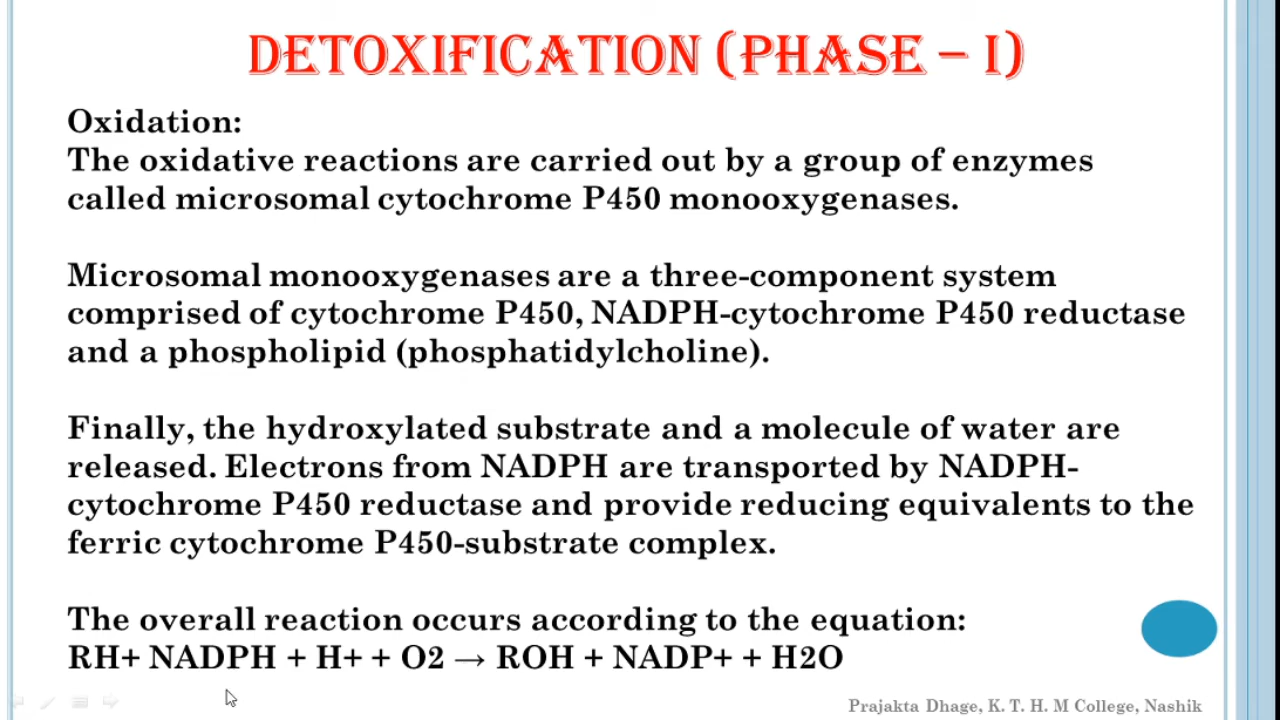 DETOXIFICATION (PHASE – I)
Oxidation:
The oxidative reactions are carried out by a group of enzymes
called microsomal cytochrome P450 monooxygenases.
Microsomal monooxygenases are a three-component system
comprised of cytochrome P450, NADPH-cytochrome P450 reductase
and a phospholipid (phosphatidylcholine).
Finally, the hydroxylated substrate and a molecule of water are
released. Electrons from NADPH are transported by NADPH-
cytochrome P450 reductase and provide reducing equivalents to the
ferric cytochrome P450-substrate complex.
The overall reaction occurs according to the equation:
RH+ NADPH + H+ + O2 → ROH + NADP+ + H2O
Prajakta Dhage, K. T. H. M College, Nashik